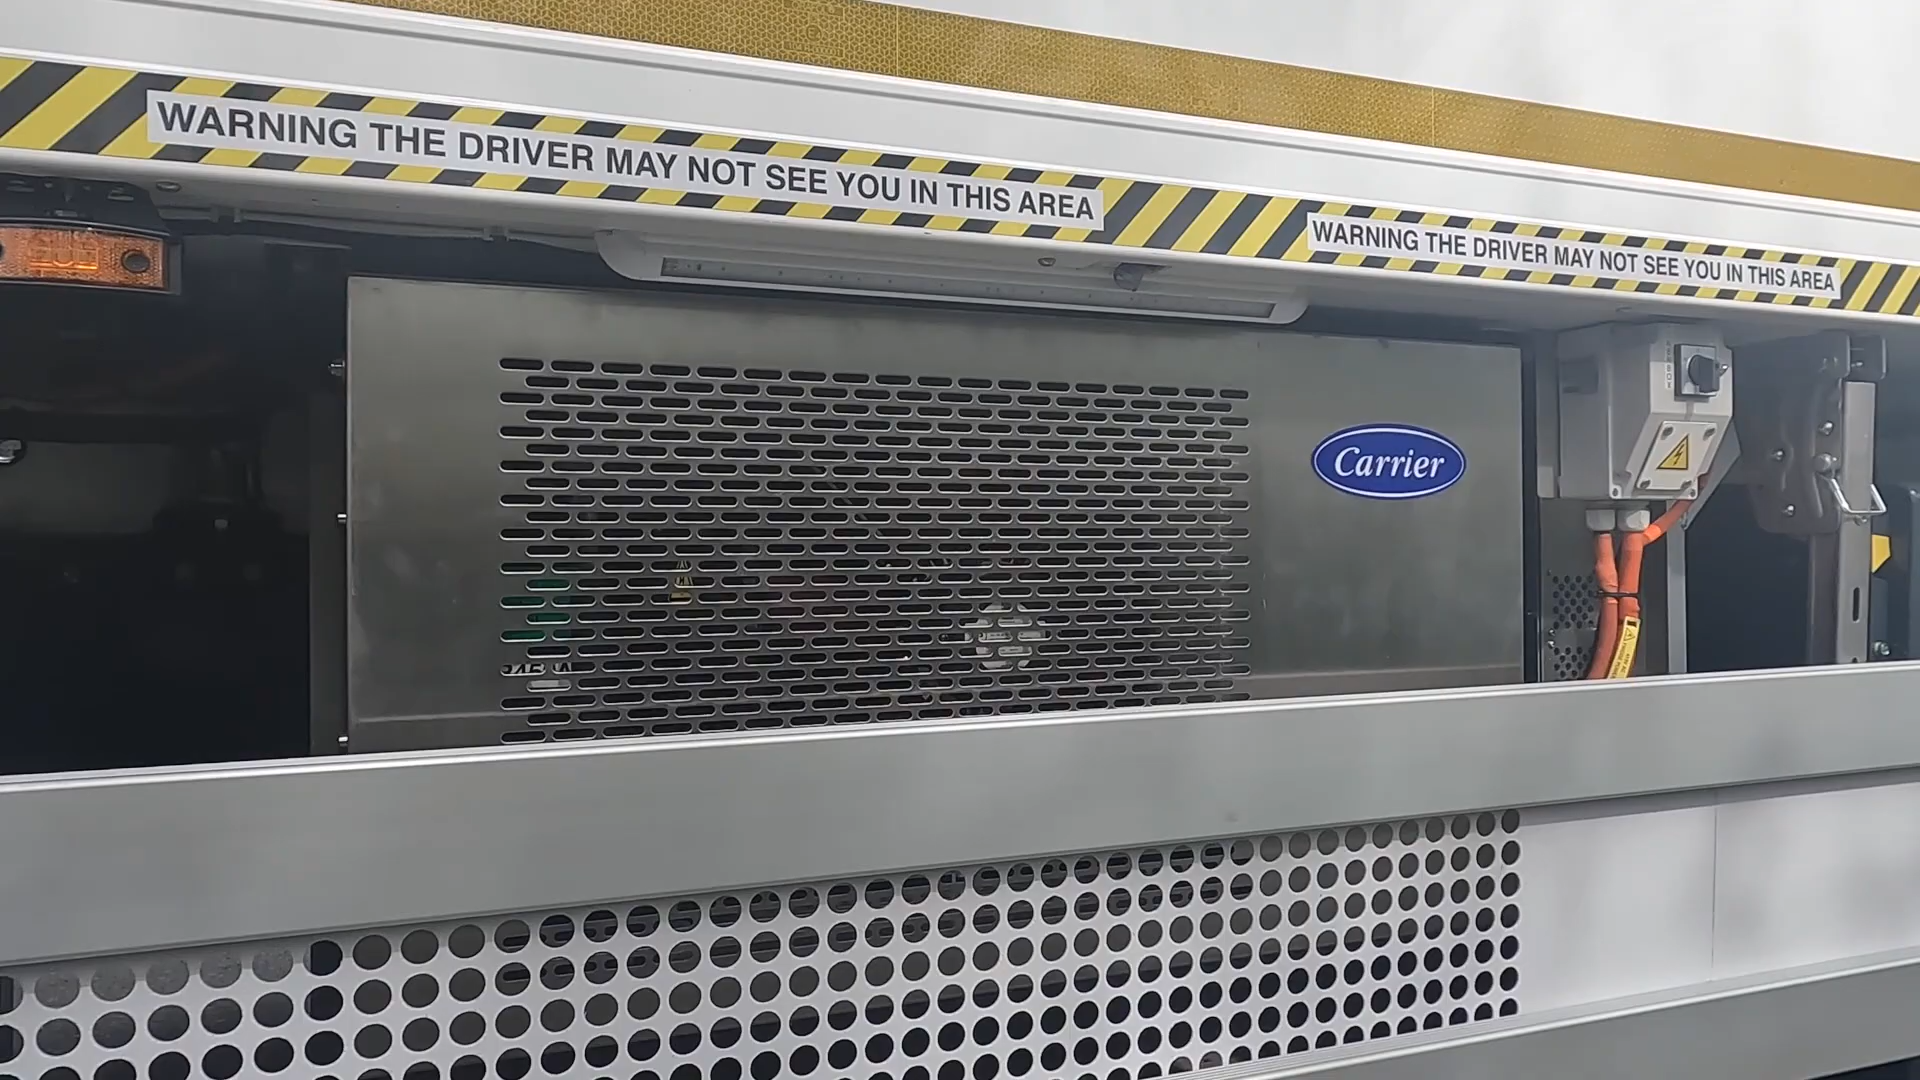 WARNING THE DRIVER MAY NOT SEE YOU IN THIS AREA
WARNING THE DRIVER MAY NOT SEE YOU IN THIS AREA
Carrier